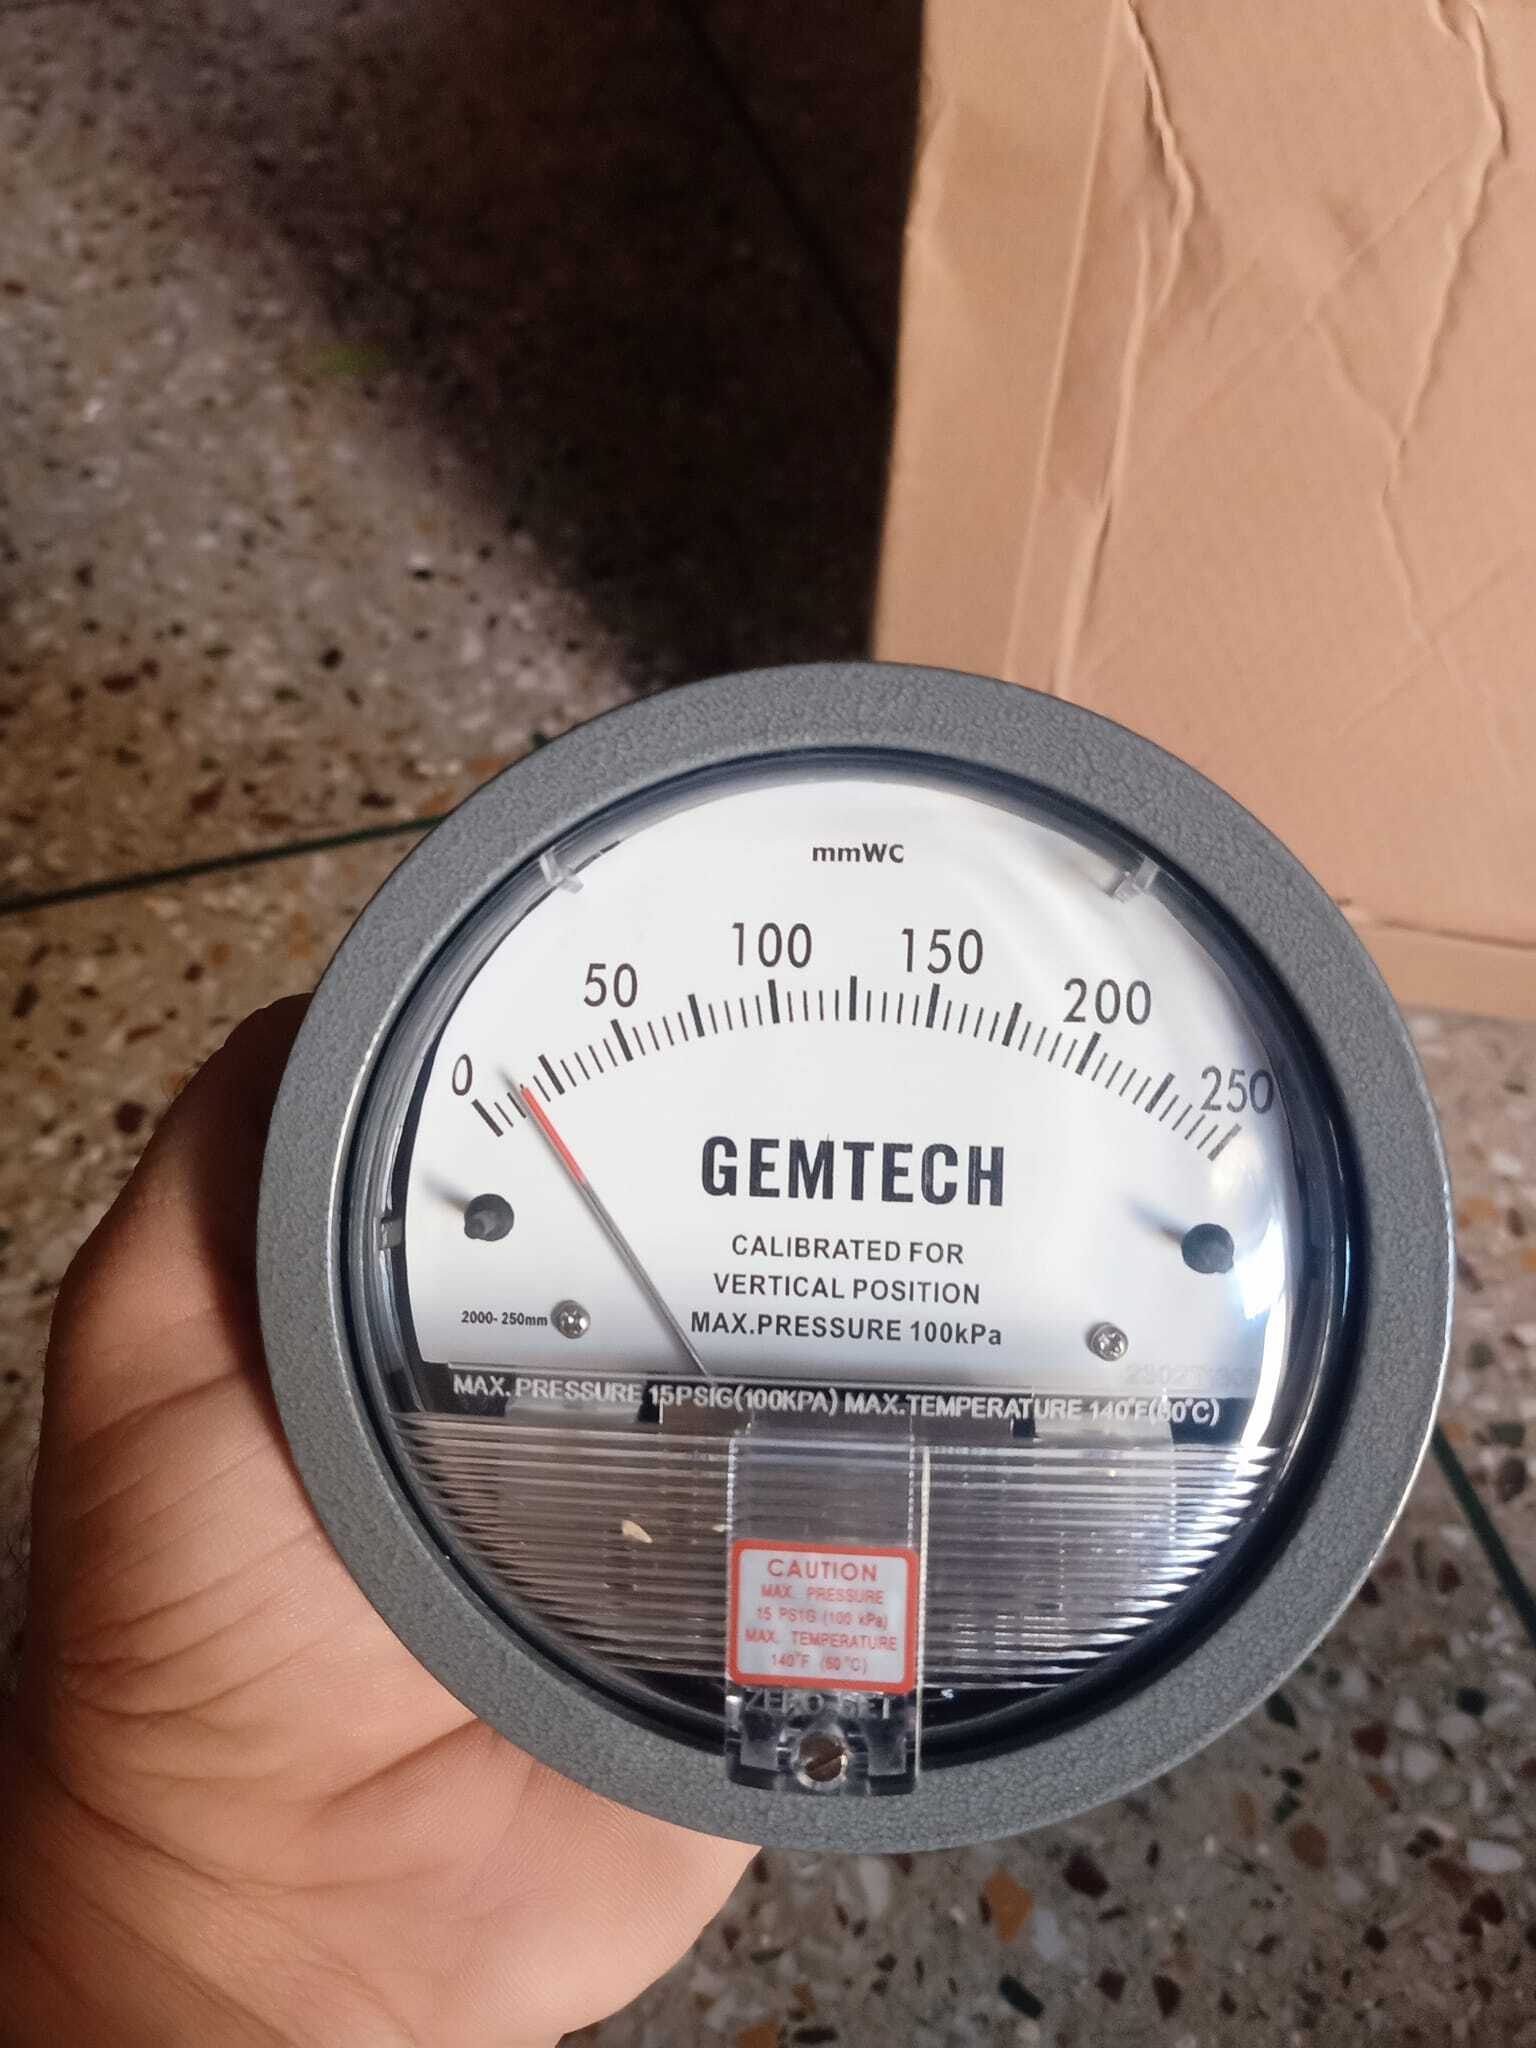 mmWC
0 50 100 150 200 250
GEMTECH
CALIBRATED FOR
VERTICAL POSITION
MAX.PRESSURE 100kPa
2000- 250mm
MAX. PRESSURE 15PSIG(100KPA) MAX.TEMPERATURE 140°F(60°C)
CAUTION
MAX. PRESSURE
15 PSIG (100 kPa)
MAX. TEMPERATURE
140°F (60°C)
ZERO SET